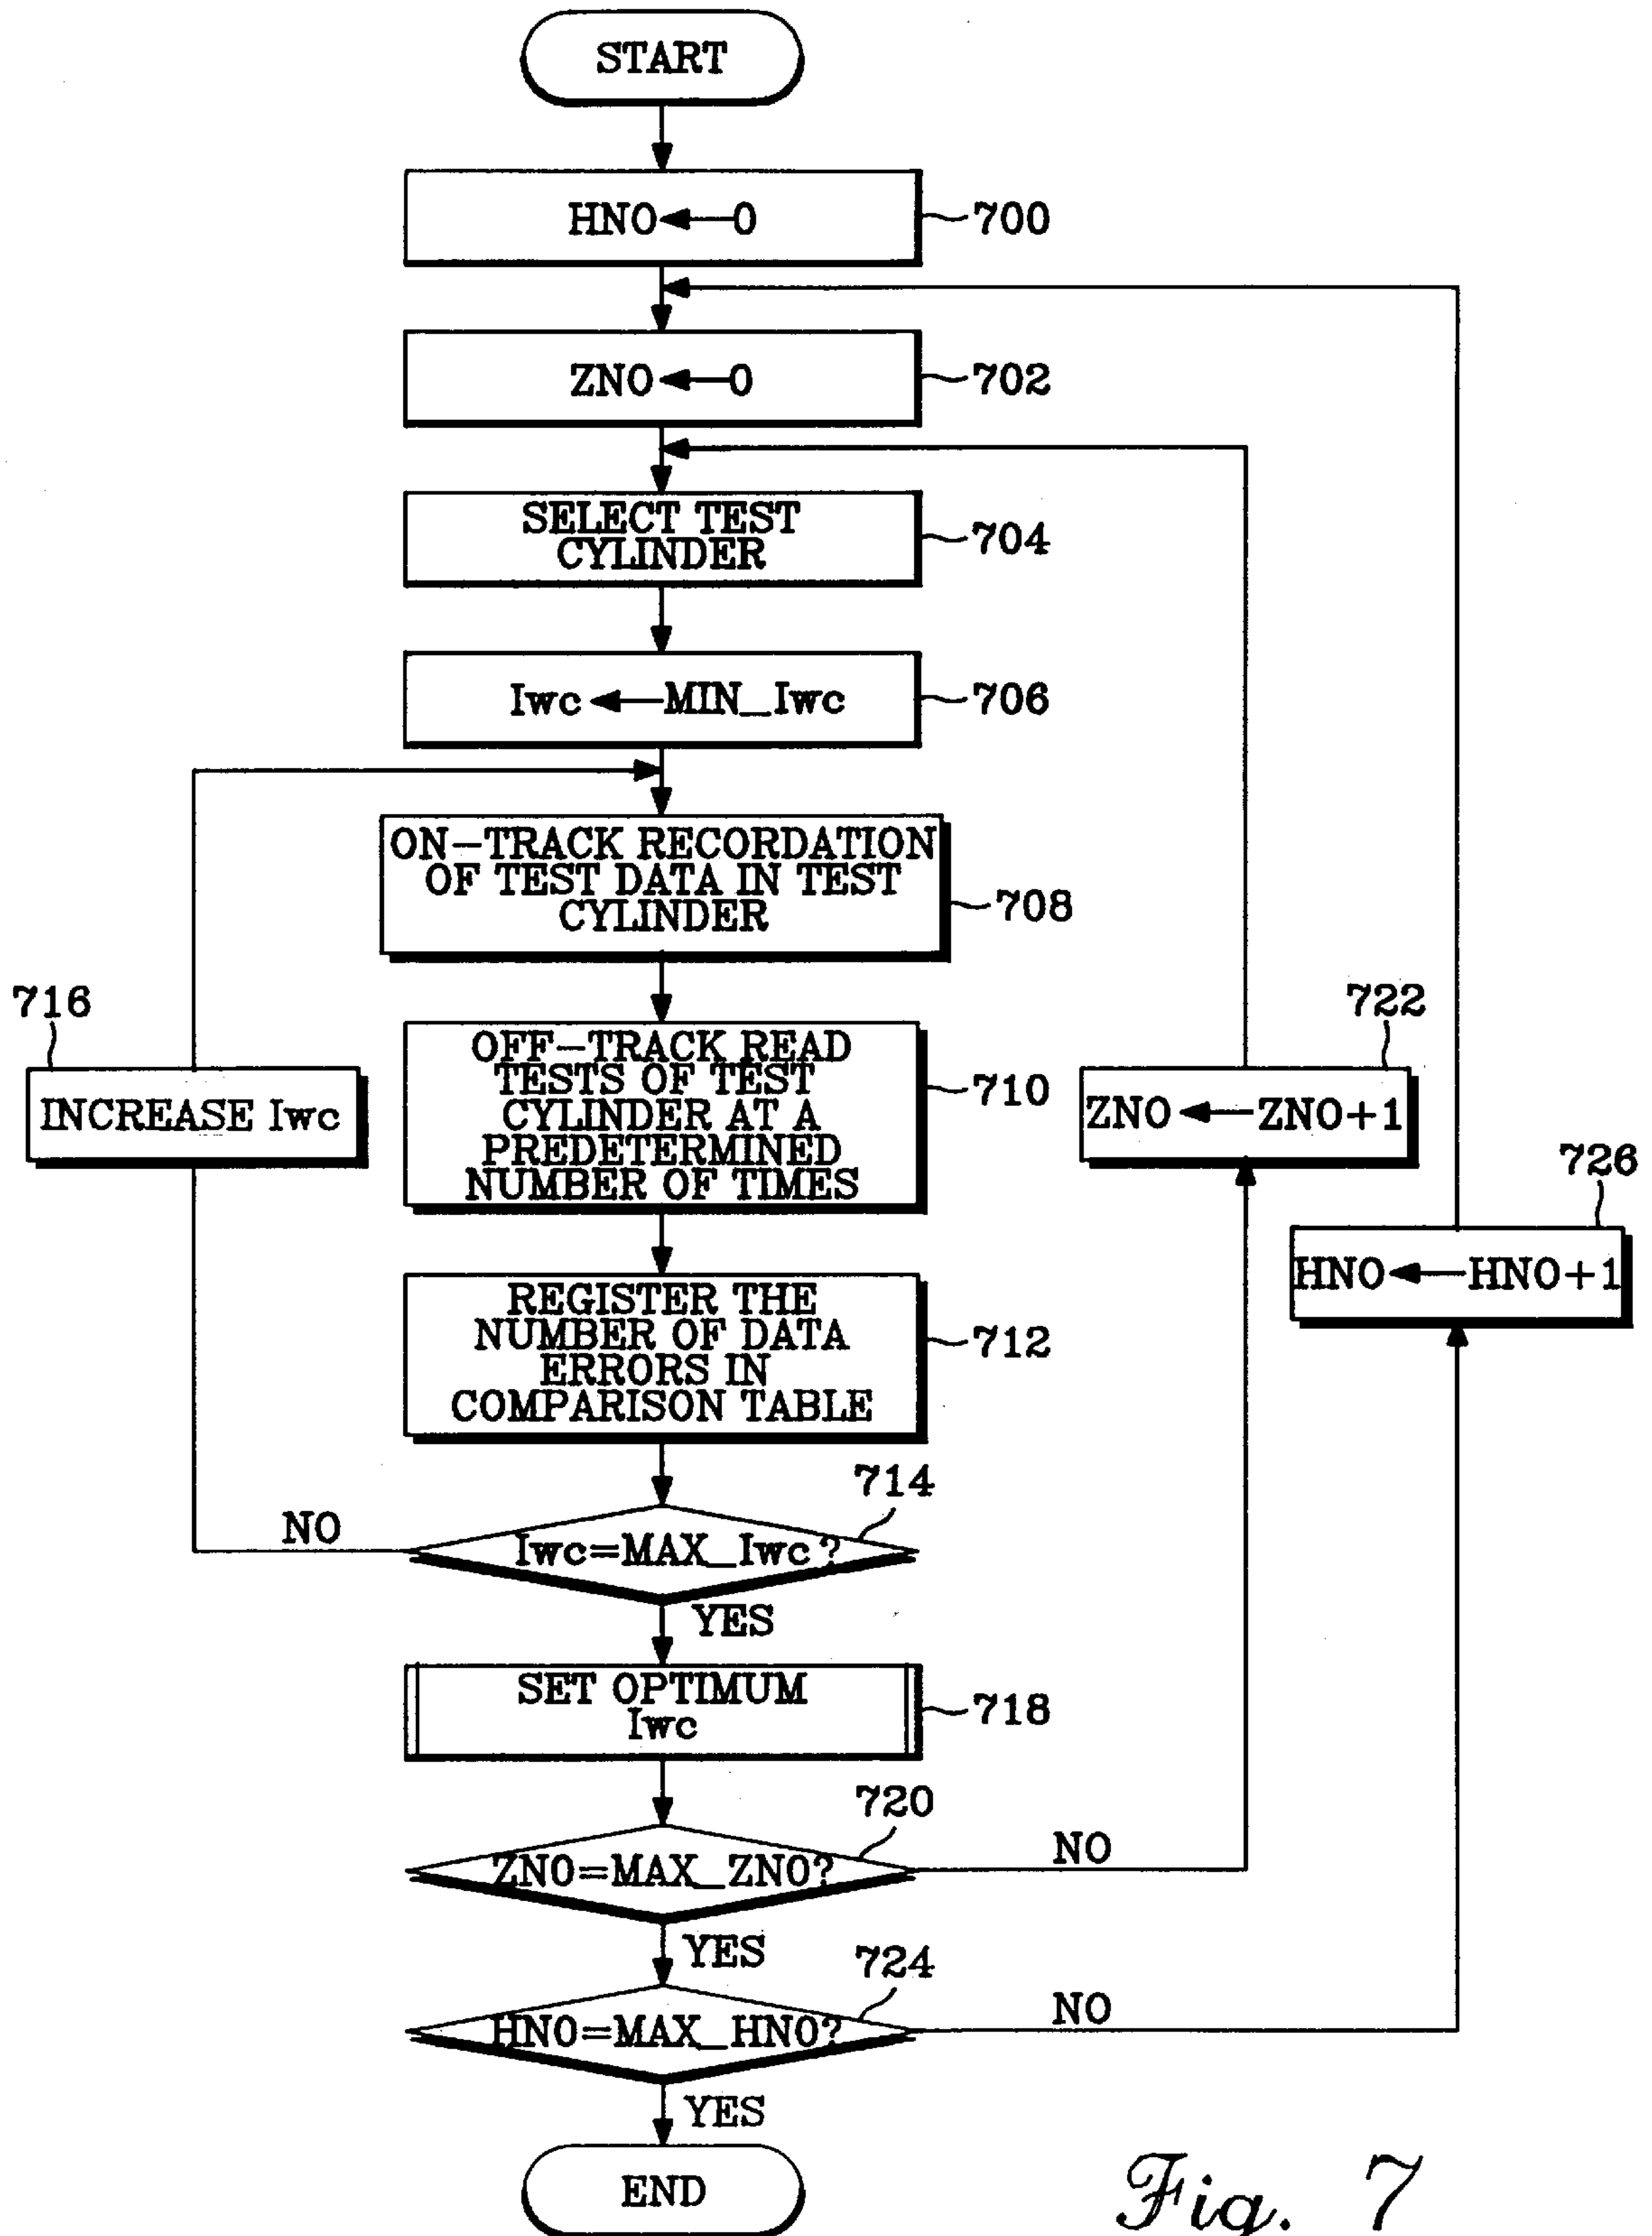 START
HNO←0
700
ZNO←0
702
SELECT TEST
CYLINDER
704
Iwc←MIN_Iwc
706
ON-TRACK RECORDATION
OF TEST DATA IN TEST
CYLINDER
708
716
INCREASE Iwc
OFF-TRACK READ
TESTS OF TEST
CYLINDER AT A
PREDETERMINED
NUMBER OF TIMES
710
722
ZNO←ZNO+1
726
HNO←HNO+1
REGISTER THE
NUMBER OF DATA
ERRORS IN
COMPARISON TABLE
712
714
NO
Iwc=MAX_Iwc?
YES
SET OPTIMUM
Iwc
718
720
ZNO=MAX_ZNO?
NO
YES
724
HNO=MAX_HNO?
NO
YES
END
Fig. 7